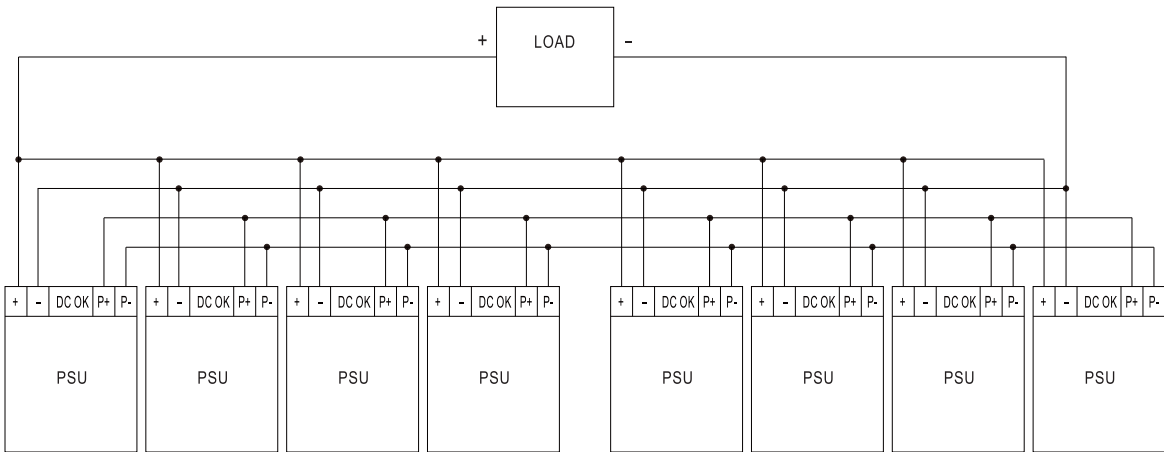 + LOAD -
+ - DC OK P+ P- + - DC OK P+ P- + - DC OK P+ P- + - DC OK P+ P- + - DC OK P+ P- + - DC OK P+ P- + - DC OK P+ P- + - DC OK P+ P-
PSU PSU PSU PSU PSU PSU PSU PSU